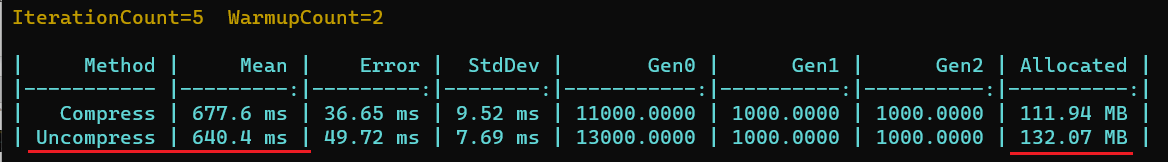 IterationCount=5  WarmupCount=2
|     Method |     Mean |    Error |  StdDev |      Gen0 |      Gen1 |      Gen2 | Allocated |
|----------- |---------:|---------:|--------:|-----------:|----------:|----------:|----------:|
|   Compress | 677.6 ms | 36.65 ms | 9.52 ms | 11000.0000 | 1000.0000 | 1000.0000 | 111.94 MB |
| Uncompress | 640.4 ms | 49.72 ms | 7.69 ms | 13000.0000 | 1000.0000 | 1000.0000 | 132.07 MB |